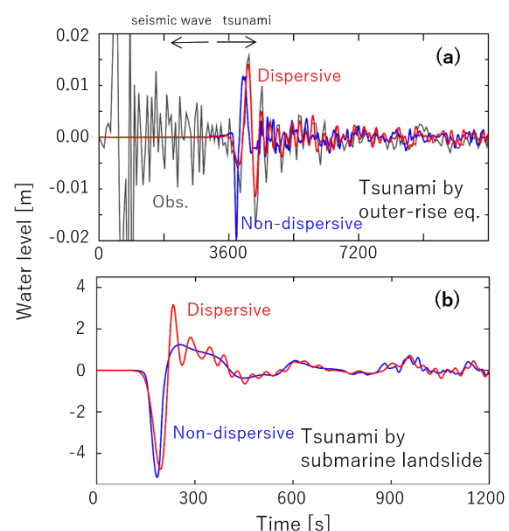 seismic wave tsunami
0.02
0.01
0.00
-0.01
-0.02
(a)
Dispersive
Obs.
Non-dispersive
Tsunami by
outer-rise eq.
0
3600
7200
Water level [m]
4
2
0
-2
-4
(b)
Dispersive
Non-dispersive
Tsunami by
submarine landslide
0
300
600
900
1200
Time [s]